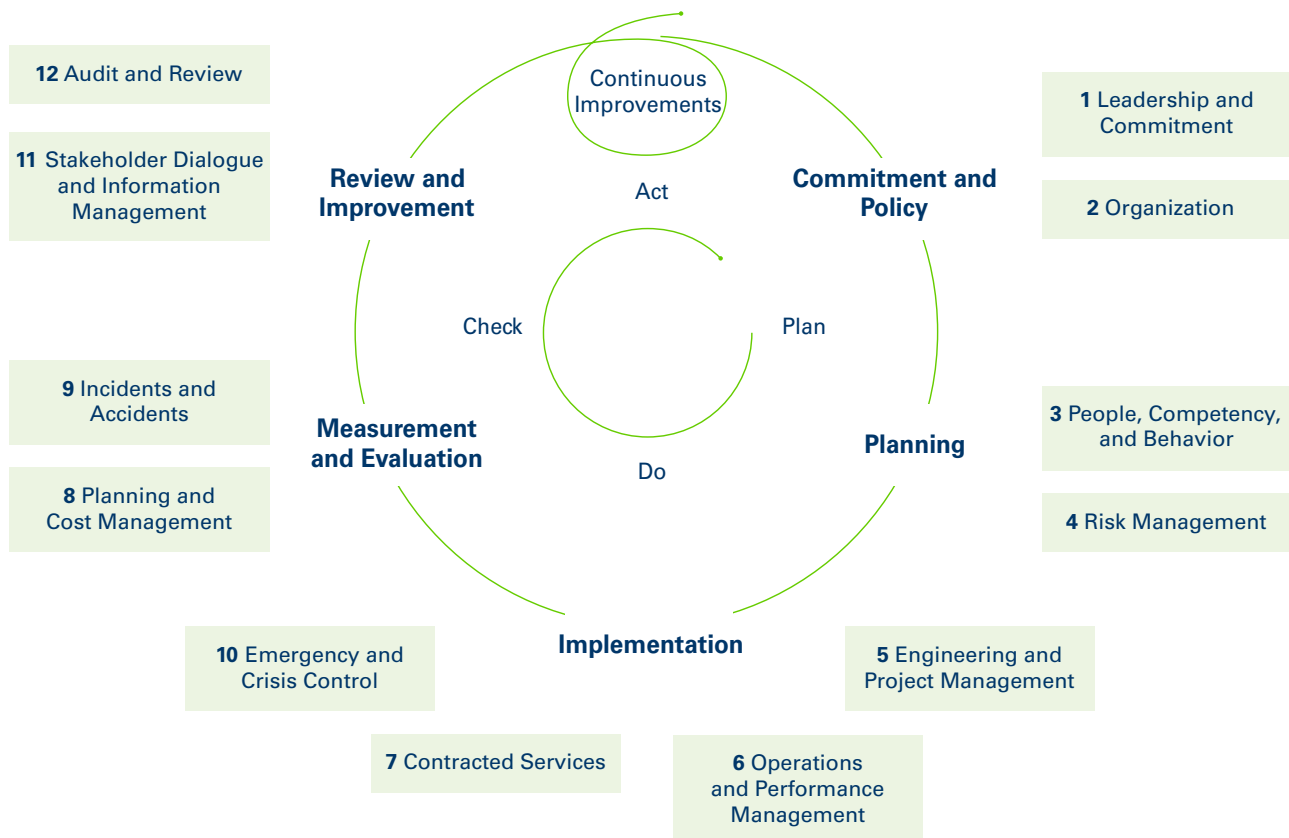 Continuous
Improvements
12 Audit and Review
11 Stakeholder Dialogue
and Information
Management
1 Leadership and
Commitment
2 Organization
Review and
Improvement
Act
Commitment and
Policy
Check
Plan
Do
9 Incidents and
Accidents
8 Planning and
Cost Management
Measurement
and Evaluation
Planning
3 People, Competency,
and Behavior
4 Risk Management
Implementation
10 Emergency and
Crisis Control
7 Contracted Services
6 Operations
and Performance
Management
5 Engineering and
Project Management